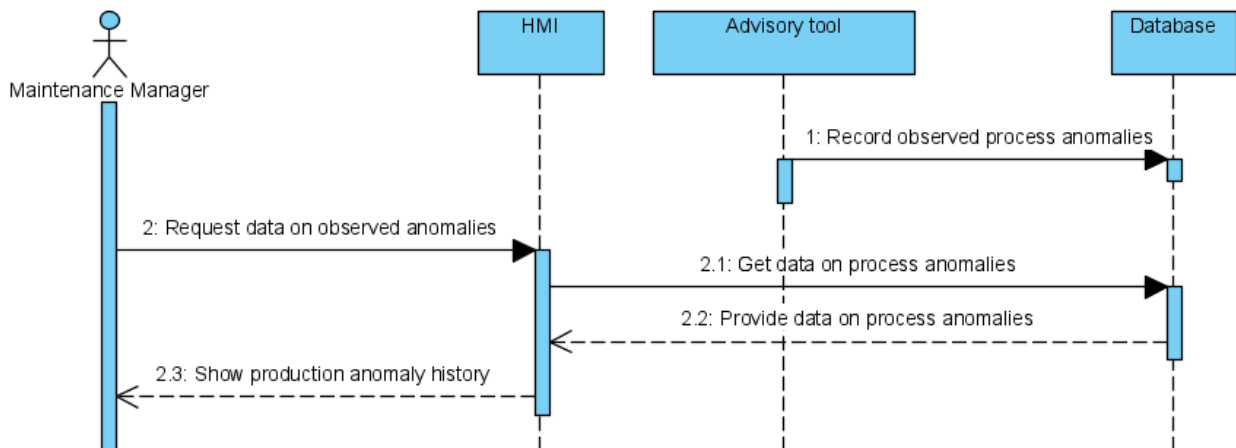 HMI
Advisory tool
Database
Maintenance Manager
1: Record observed process anomalies
2: Request data on observed anomalies
2.1: Get data on process anomalies
2.2: Provide data on process anomalies
2.3: Show production anomaly history